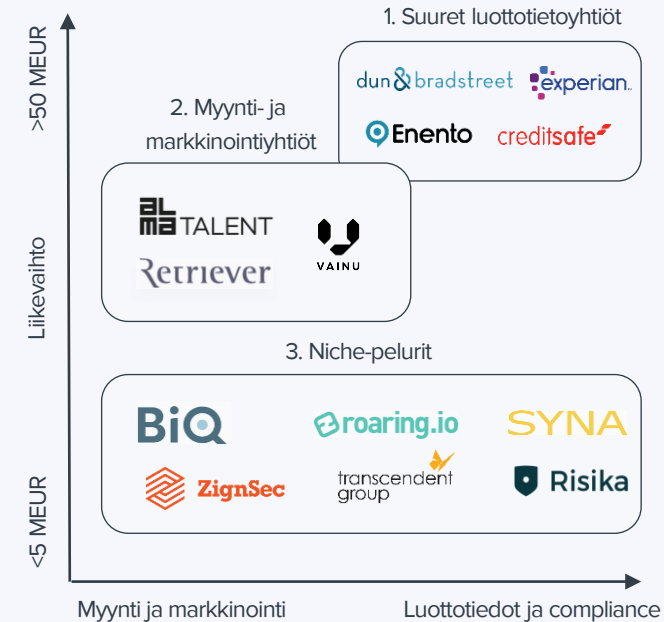 1. Suuret luottotietoyhtiöt
dun & bradstreet
experian.
Enento
creditsafe
2. Myynti- ja
markkinointiyhtiöt
ALMA TALENT
VAINU
Retriever
3. Niche-pelurit
BiQ
roaring.io
SYNA
ZignSec
transcendent
group
Risika
>50 MEUR
Liikevaihto
<5 MEUR
Myynti ja markkinointi
Luottotiedot ja compliance